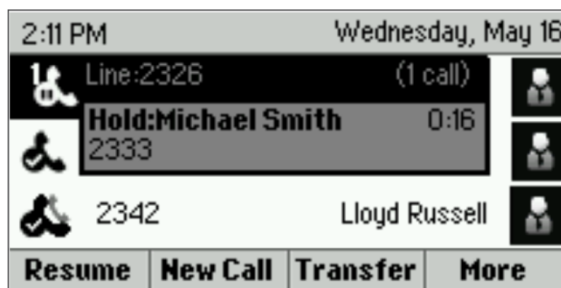 2:11 PM Wednesday, May 16
1 Line:2326 (1 call)
Hold:Michael Smith 0:16
2333
2342 Lloyd Russell
Resume New Call Transfer More